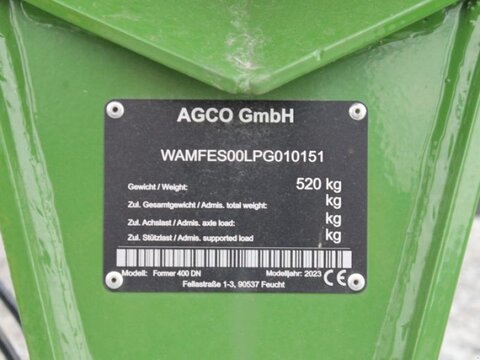 AGCO GmbH
WAMFES00LPG010151
Gewicht / Weight: 520 kg
Zul. Gesamtgewicht / Admis. total weight: kg
Zul. Achslast / Admis. axle load: kg
Zul. Stützlast / Admis. supported load kg
Modell: Former 400 DN Modelljahr: 2023 CE
Fellastraße 1-3, 90537 Feucht